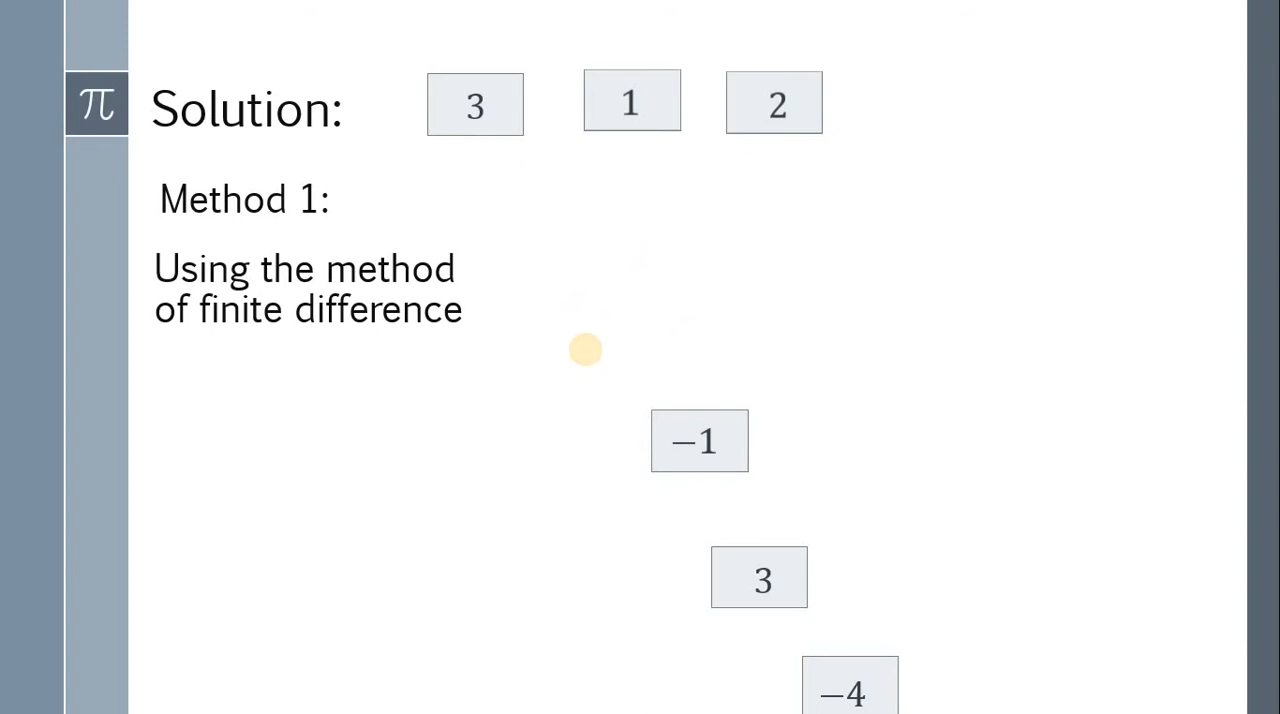 π
Solution: 3 1 2
Method 1:
Using the method
of finite difference
−1
3
−4